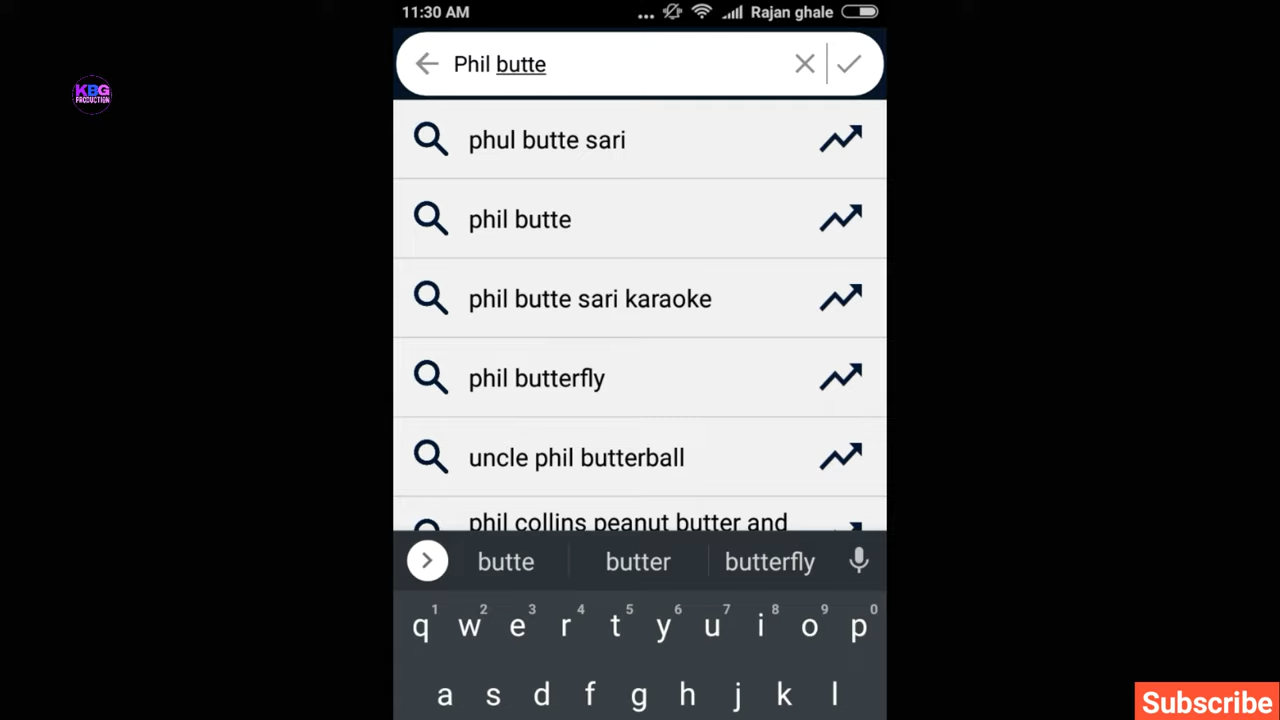 11:30 AM
... Rajan ghale
KBG
PRODUCTION
Phil butte
phul butte sari
phil butte
phil butte sari karaoke
phil butterfly
uncle phil butterball
phil collins peanut butter and
butte butter butterfly
1 2 3 4 5 6 7 8 9 0
q w e r t y u i o p
a s d f g h j k l
Subscribe